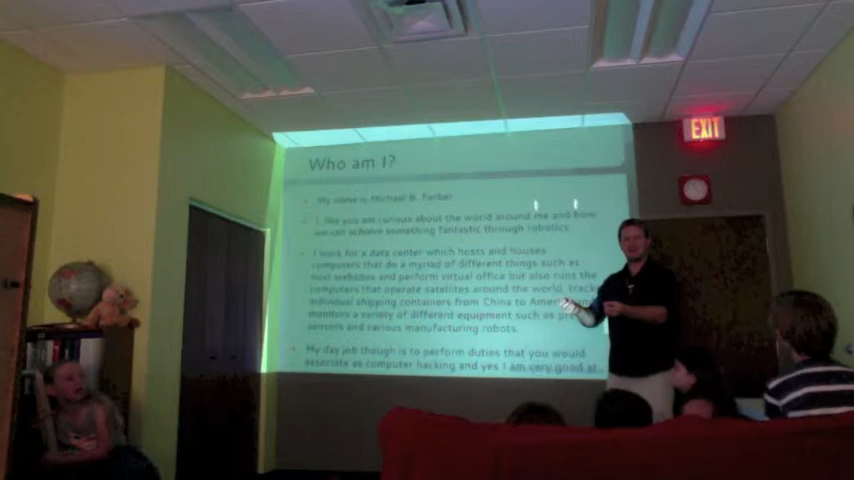 Who am I?
My name is Michael B. Ferber
I, like you am curious about the world around me and how
we can achieve something fantastic through robotics
I work for a data center which hosts and houses
computers that do a myriad of different things such as
host websites and perform virtual office but also runs the
computers that operate satellites around the world, tracks
individual shipping containers from China to America and
monitors a variety of different equipment such as
sensors and various manufacturing robots.
My day job though is to perform duties that you would
associate as computer hacking and yes I am very good at
EXIT